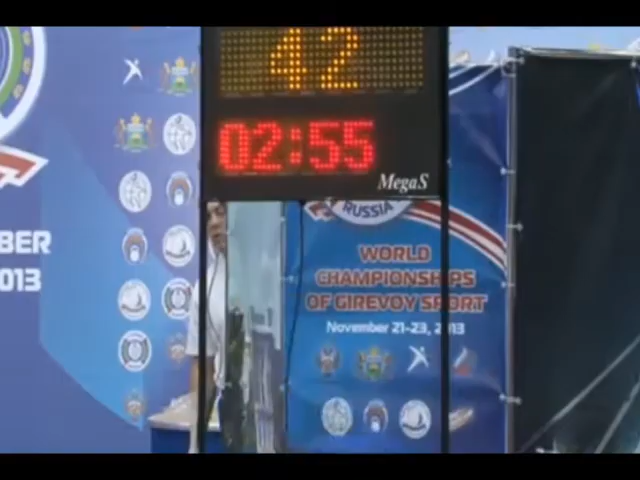 42
02:55
MegaS
RUSSIA
WORLD
CHAMPIONSHIPS
OF GIREVOY SPORT
November 21-23, 2013
BER
013